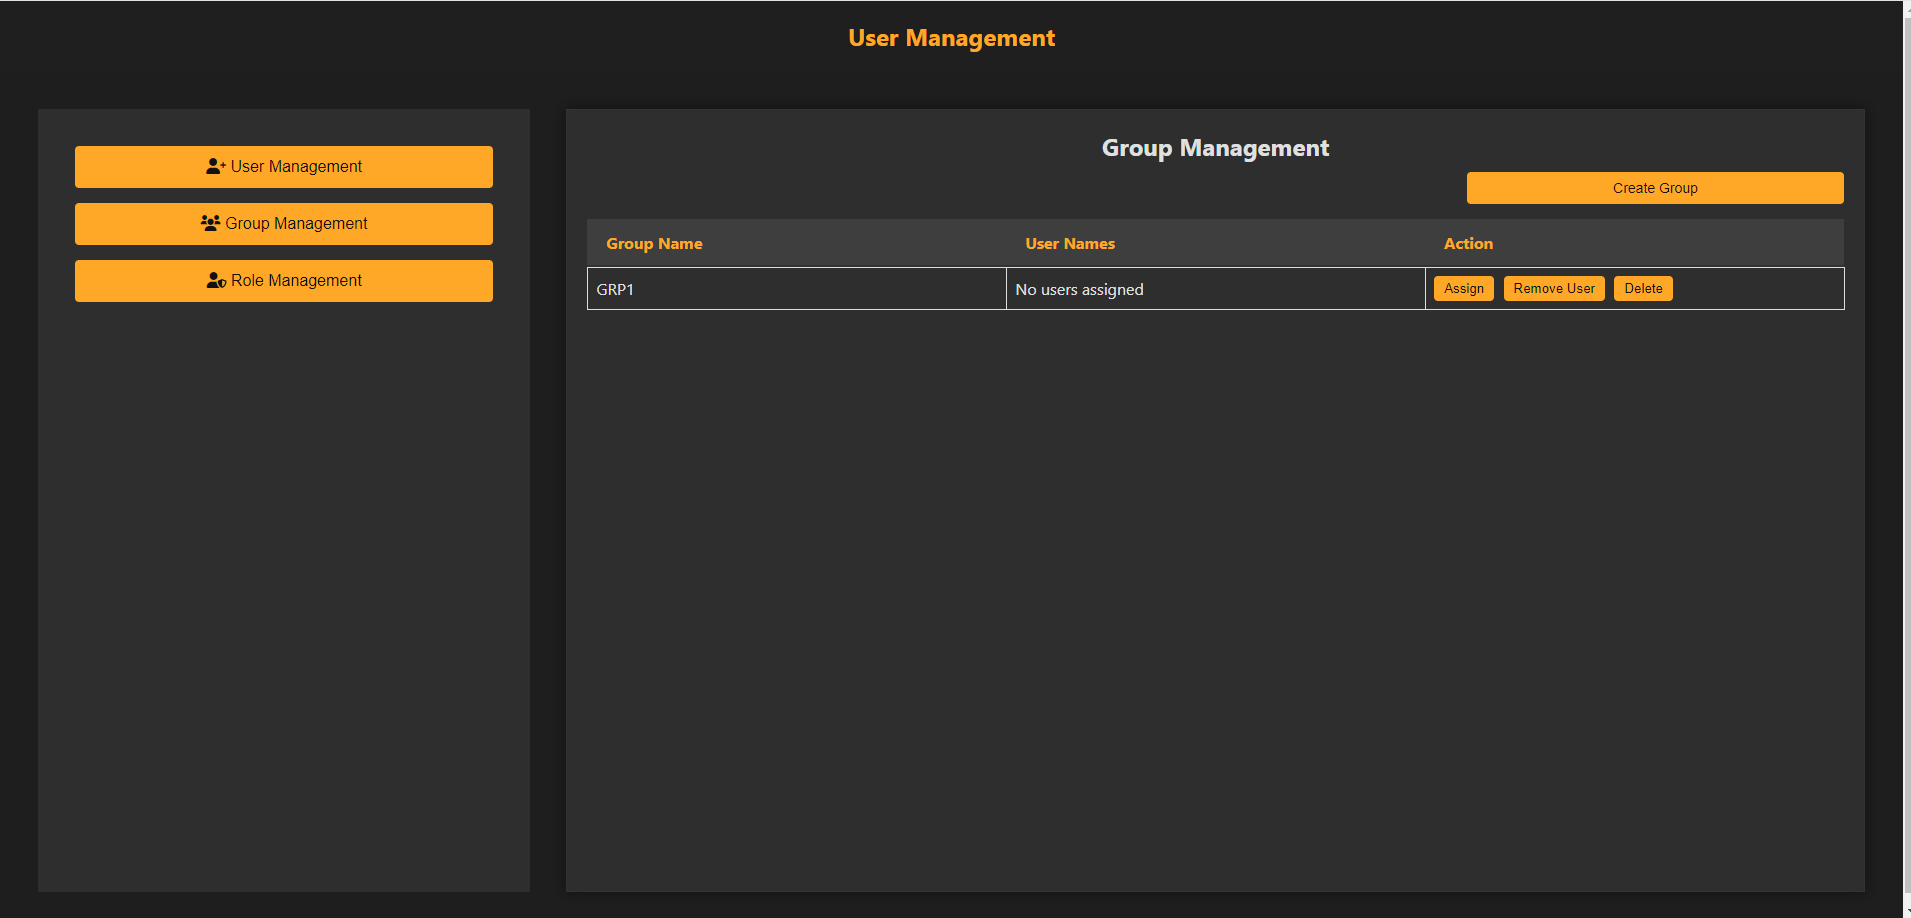 User Management
User Management
Group Management
Role Management
Group Management
Create Group
Group Name User Names Action
GRP1 No users assigned Assign Remove User Delete